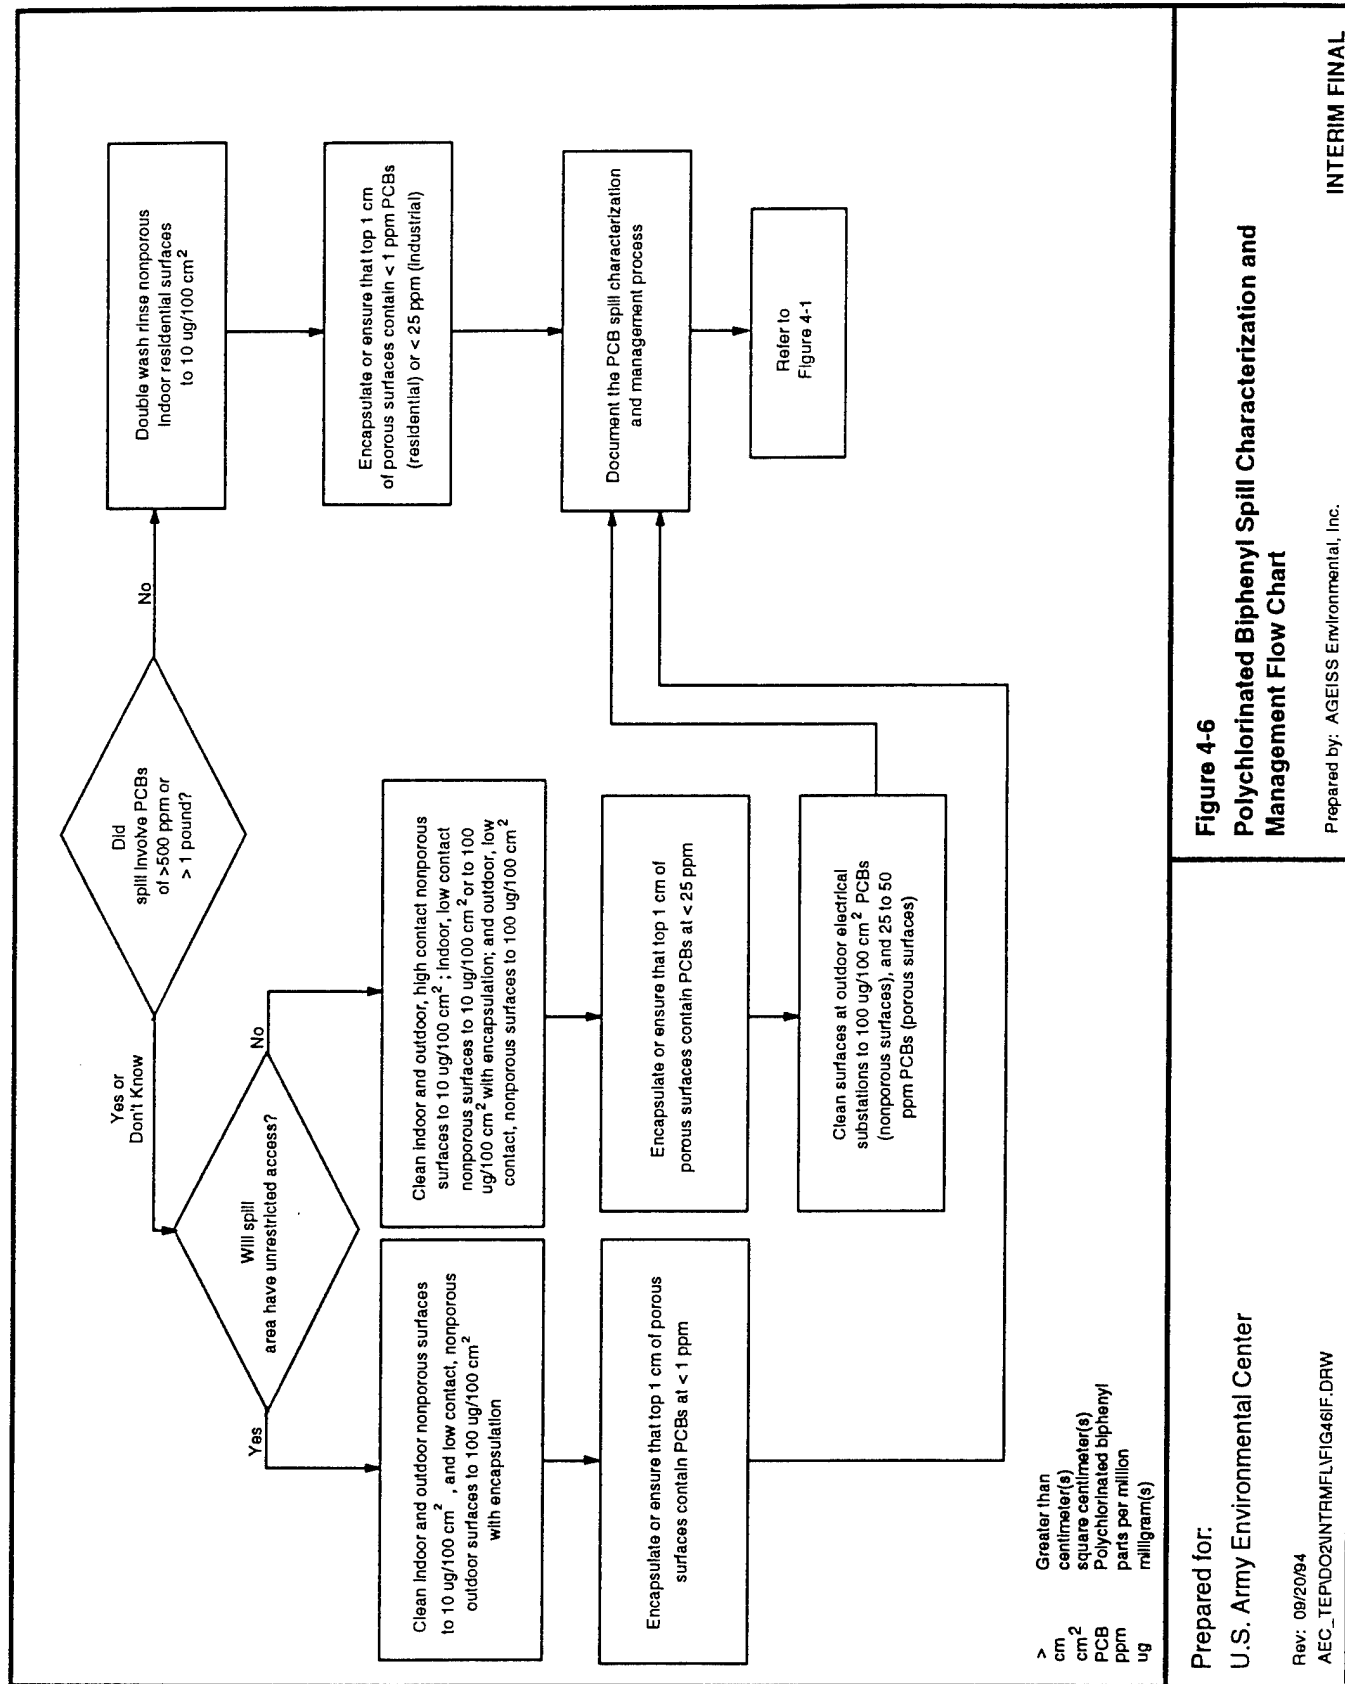 Did
spill involve PCBs
of >500 ppm or
> 1 pound?
Yes or
Don't Know
No
Will spill
area have unrestricted access?
Yes
No
Clean indoor and outdoor nonporous surfaces
to 10 ug/100 cm², and low contact, nonporous
outdoor surfaces to 100 ug/100 cm²
with encapsulation
Encapsulate or ensure that top 1 cm of porous
surfaces contain PCBs at < 1 ppm
Clean indoor and outdoor, high contact nonporous
surfaces to 10 ug/100 cm²; indoor, low contact
nonporous surfaces to 10 ug/100 cm² or to 100
ug/100 cm² with encapsulation; and outdoor, low
contact, nonporous surfaces to 100 ug/100 cm²
Encapsulate or ensure that top 1 cm of
porous surfaces contain PCBs at < 25 ppm
Clean surfaces at outdoor electrical
substations to 100 ug/100 cm² PCBs
(nonporous surfaces), and 25 to 50
ppm PCBs (porous surfaces)
Double wash rinse nonporous
indoor residential surfaces
to 10 ug/100 cm²
Encapsulate or ensure that top 1 cm
of porous surfaces contain < 1 ppm PCBs
(residential) or < 25 ppm (industrial)
Document the PCB spill characterization
and management process
Refer to
Figure 4-1
> Greater than
cm centimeter(s)
cm² square centimeter(s)
PCB Polychlorinated biphenyl
ppm parts per million
ug milligram(s)
Prepared for:
U.S. Army Environmental Center
Rev: 09/20/94
AEC_TEP\DO2\INTRMFL\FIG46IF.DRW
Figure 4-6
Polychlorinated Biphenyl Spill Characterization and
Management Flow Chart
Prepared by: AGEISS Environmental, Inc.
INTERIM FINAL